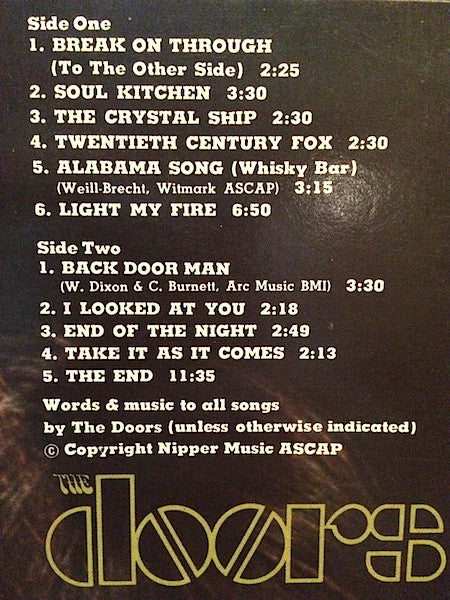 Side One
1. BREAK ON THROUGH
(To The Other Side) 2:25
2. SOUL KITCHEN 3:30
3. THE CRYSTAL SHIP 2:30
4. TWENTIETH CENTURY FOX 2:30
5. ALABAMA SONG (Whisky Bar)
(Weill-Brecht, Witmark ASCAP) 3:15
6. LIGHT MY FIRE 6:50
Side Two
1. BACK DOOR MAN
(W. Dixon & C. Burnett, Arc Music BMI) 3:30
2. I LOOKED AT YOU 2:18
3. END OF THE NIGHT 2:49
4. TAKE IT AS IT COMES 2:13
5. THE END 11:35
Words & music to all songs
by The Doors (unless otherwise indicated)
© Copyright Nipper Music ASCAP
THE
doors